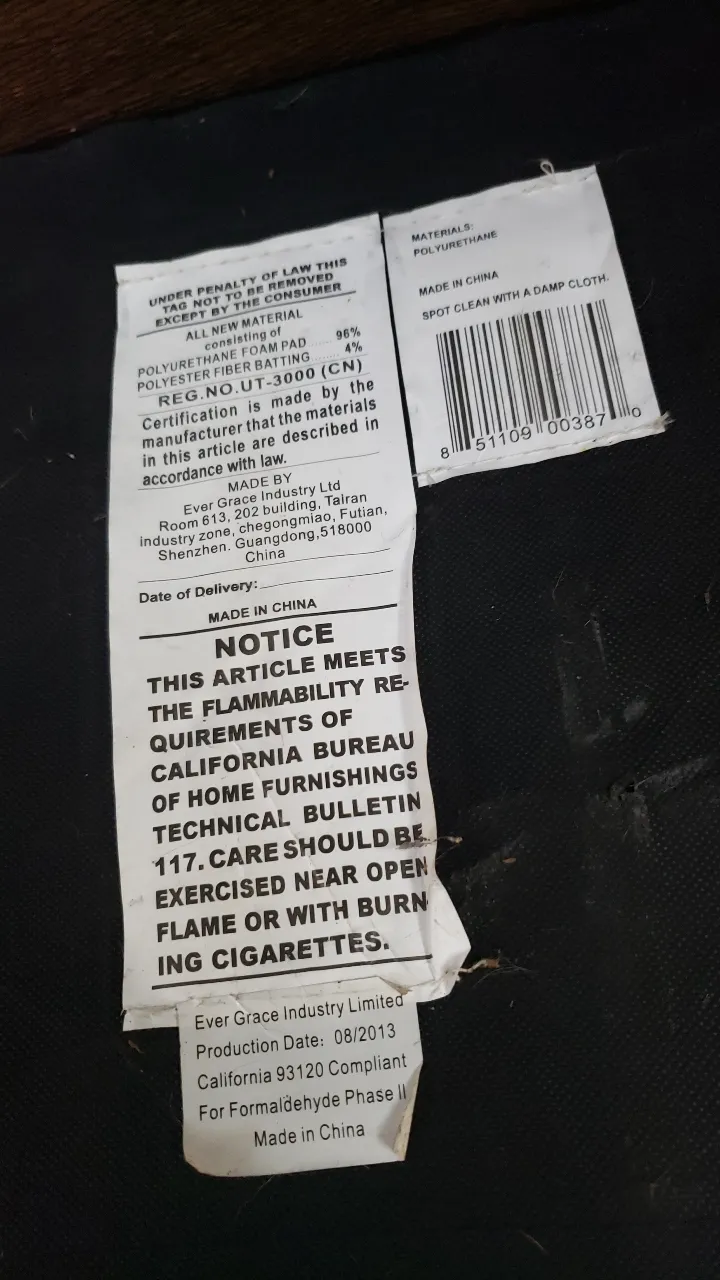 UNDER PENALTY OF LAW THIS
TAG NOT TO BE REMOVED
EXCEPT BY THE CONSUMER
ALL NEW MATERIAL
consisting of
POLYURETHANE FOAM PAD 96%
POLYESTER FIBER BATTING 4%
REG.NO.UT-3000 (CN)
Certification is made by the
manufacturer that the materials
in this article are described in
accordance with law.
MADE BY
Ever Grace Industry Ltd
Room 613, 202 building, Tairan
industry zone, chegongmiao, Futian,
Shenzhen. Guangdong,518000
China
Date of Delivery:
MADE IN CHINA
NOTICE
THIS ARTICLE MEETS
THE FLAMMABILITY RE-
QUIREMENTS OF
CALIFORNIA BUREAU
OF HOME FURNISHINGS
TECHNICAL BULLETIN
117. CARE SHOULD BE
EXERCISED NEAR OPEN
FLAME OR WITH BURN-
ING CIGARETTES.
Ever Grace Industry Limited
Production Date: 08/2013
California 93120 Compliant
For Formaldehyde Phase II
Made in China
MATERIALS:
POLYURETHANE
MADE IN CHINA
SPOT CLEAN WITH A DAMP CLOTH.
8 51109 00387 0